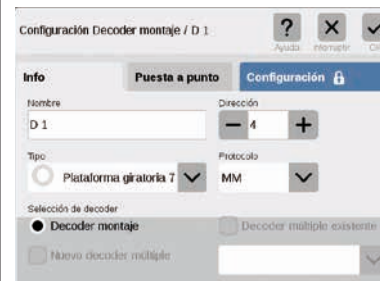 Configuración Decoder montaje / D 1
?
Ayuda Interrumpir
Info Puesta a punto Configuración
Nombre Dirección
D 1 4
Tipo Protocolo
Plataforma giratoria 7 MM
Selección de decoder
Decoder montaje Decoder múltiple existente
Nuevo decoder múltiple